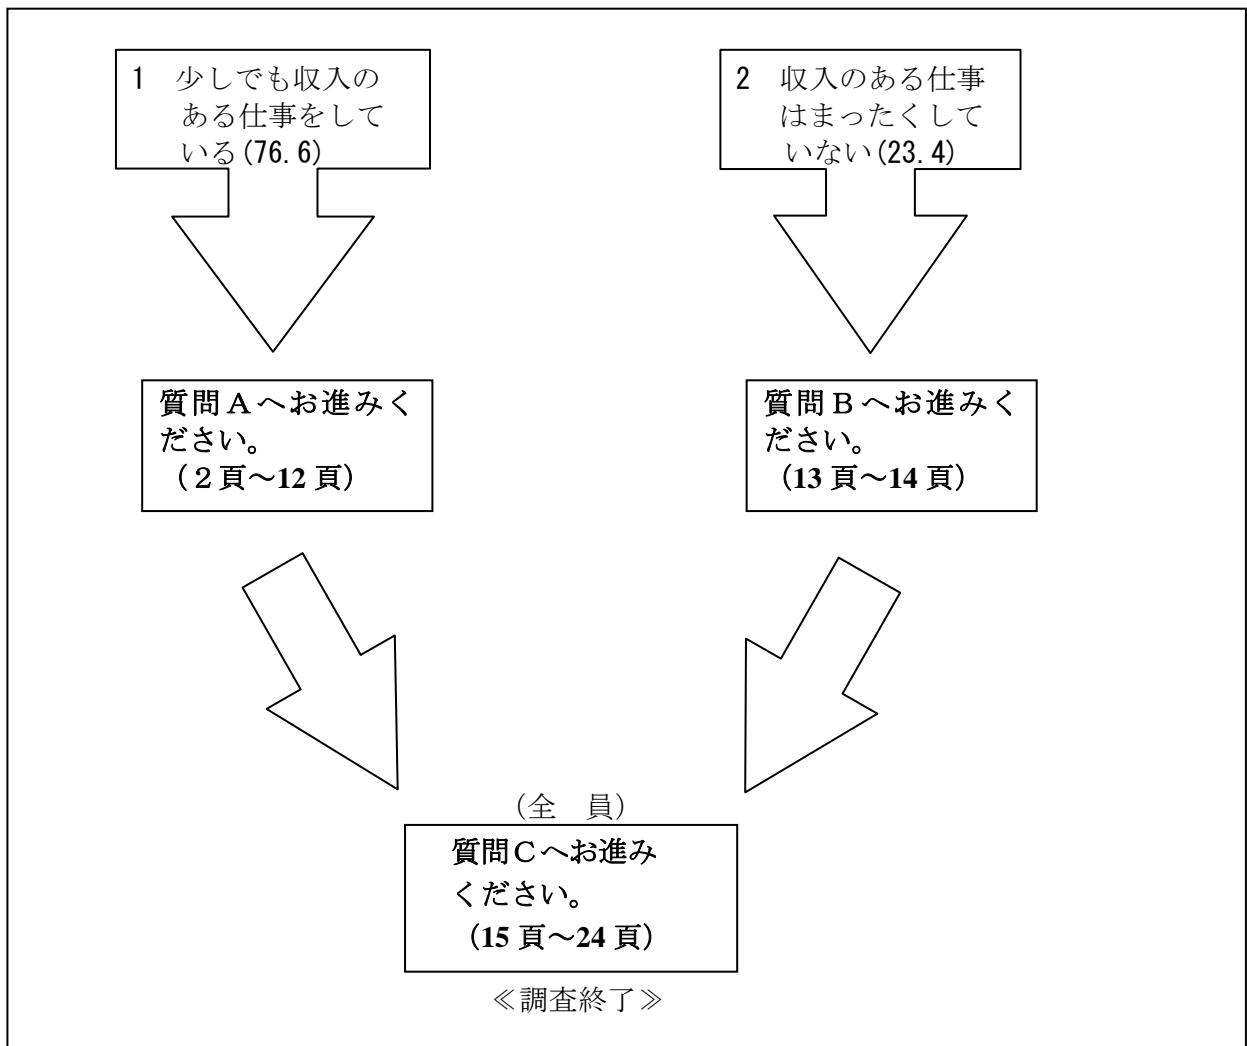 1 少しでも収入の
ある仕事をして
いる(76.6)
2 収入のある仕事
はまったくして
いない(23.4)
質問Aへお進みく
ださい。
(2頁～12頁)
質問Bへお進みく
ださい。
(13頁～14頁)
(全 員)
質問Cへお進み
ください。
(15頁～24頁)
≪調査終了≫